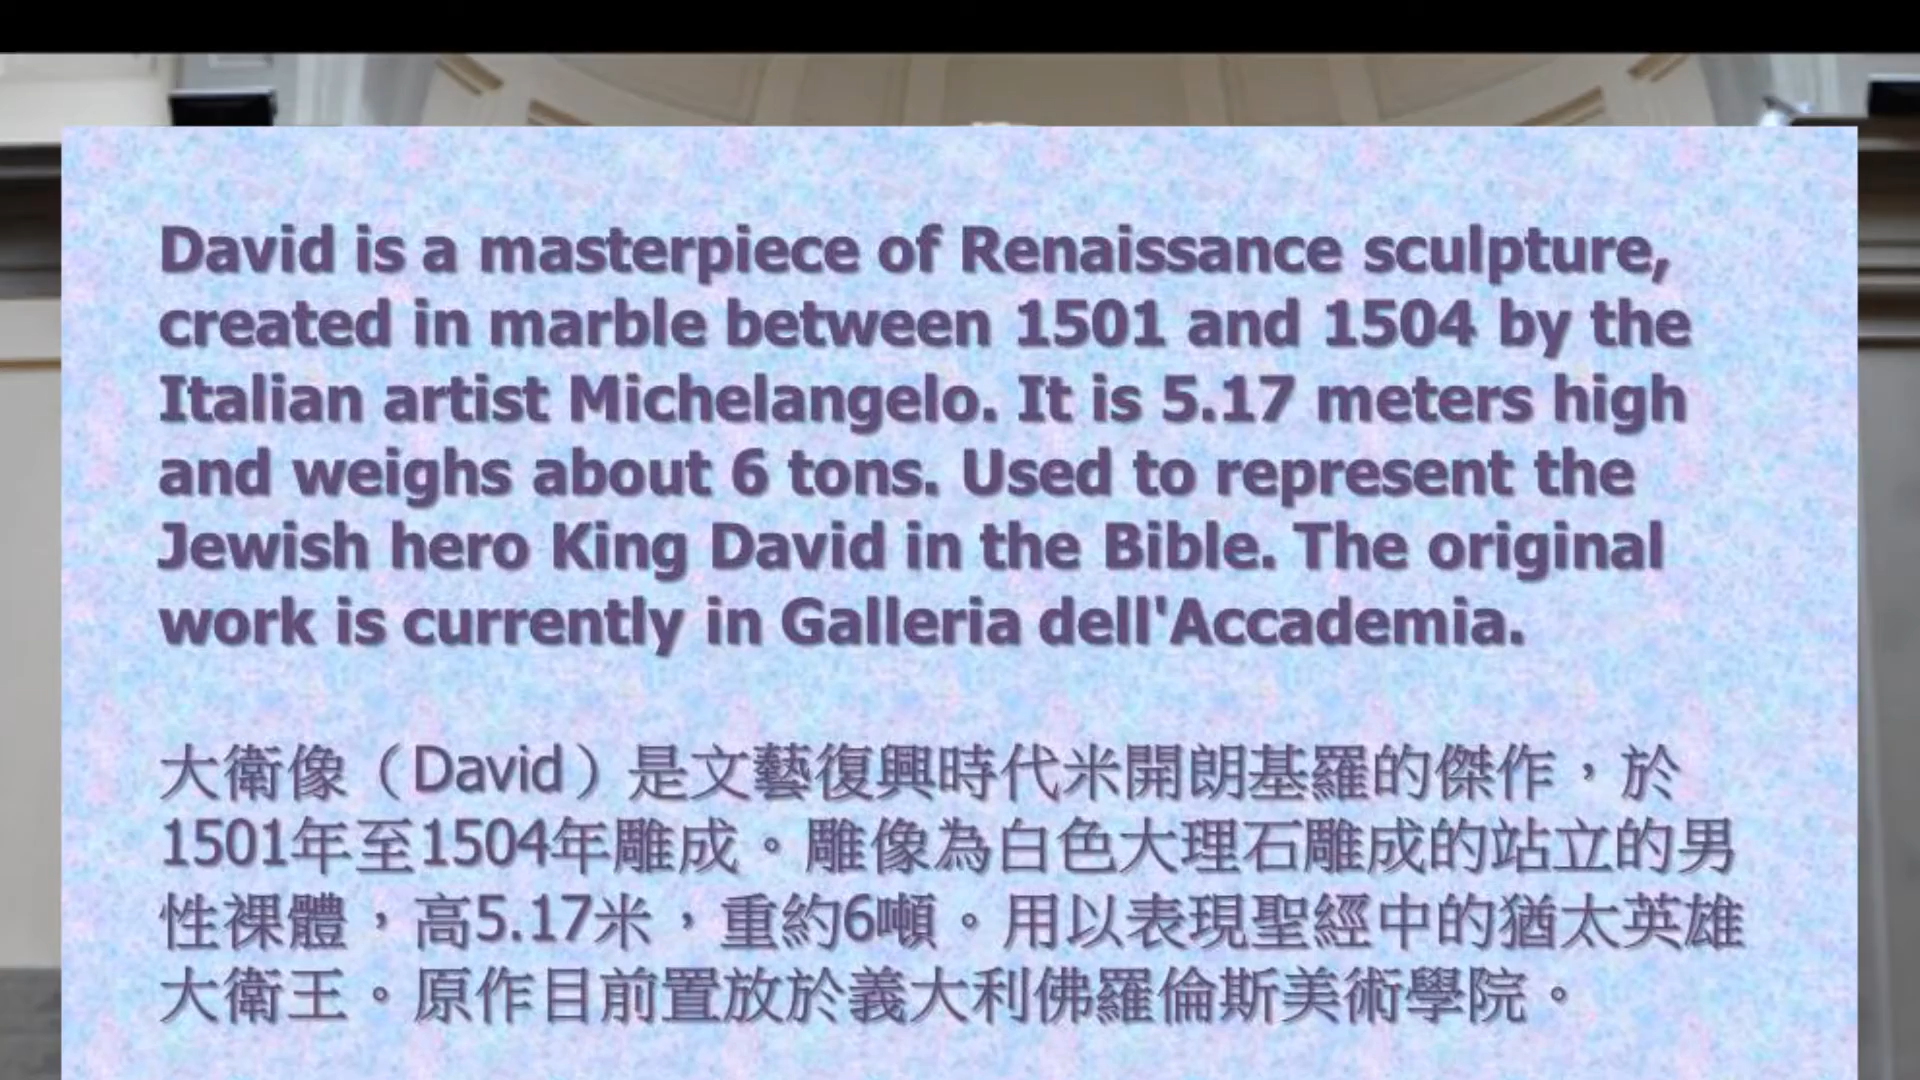 David is a masterpiece of Renaissance sculpture,
created in marble between 1501 and 1504 by the
Italian artist Michelangelo. It is 5.17 meters high
and weighs about 6 tons. Used to represent the
Jewish hero King David in the Bible. The original
work is currently in Galleria dell'Accademia.
大衛像（David）是文藝復興時代米開朗基羅的傑作，於
1501年至1504年雕成。雕像為白色大理石雕成的站立的男
性裸體，高5.17米，重約6噸。用以表現聖經中的猶太英雄
大衛王。原作目前置放於義大利佛羅倫斯美術學院。